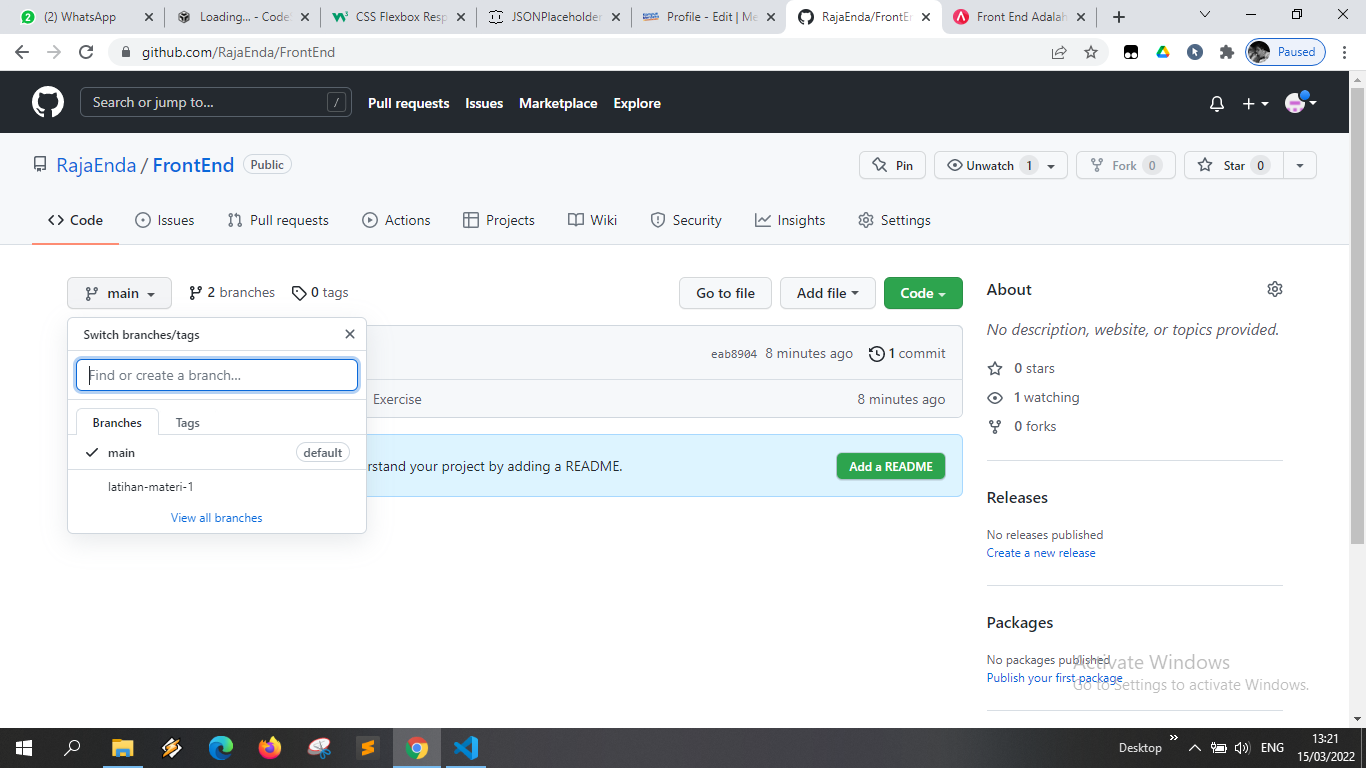 (2) WhatsApp
Loading... - Code
CSS Flexbox Resp
JSONPlaceholder
Profile - Edit | Me
RajaEnda/FrontEn
Front End Adalah
github.com/RajaEnda/FrontEnd
Paused
Search or jump to...
/
Pull requests
Issues
Marketplace
Explore
RajaEnda / FrontEnd
Public
Pin
Unwatch 1
Fork 0
Star 0
Code
Issues
Pull requests
Actions
Projects
Wiki
Security
Insights
Settings
main
2 branches
0 tags
Go to file
Add file
Code
Switch branches/tags
Find or create a branch...
Branches
Tags
main
default
latihan-materi-1
View all branches
eab8904 8 minutes ago
1 commit
Exercise
8 minutes ago
rstand your project by adding a README.
Add a README
About
No description, website, or topics provided.
0 stars
1 watching
0 forks
Releases
No releases published
Create a new release
Packages
No packages published
Publish your first package
Activate Windows
Go to Settings to activate Windows.
Desktop
ENG
13:21
15/03/2022